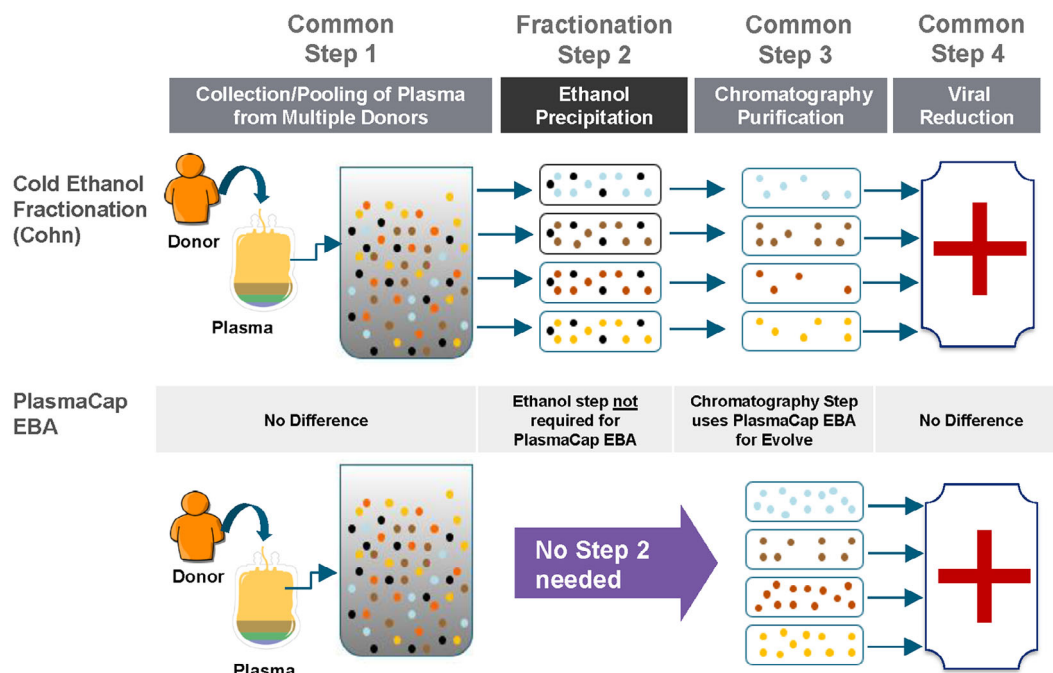 Common
Step 1
Fractionation
Step 2
Common
Step 3
Common
Step 4
Collection/Pooling of Plasma
from Multiple Donors
Ethanol
Precipitation
Chromatography
Purification
Viral
Reduction
Cold Ethanol
Fractionation
(Cohn)
Donor
Plasma
PlasmaCap
EBA
No Difference
Ethanol step not
required for
PlasmaCap EBA
Chromatography Step
uses PlasmaCap EBA
for Evolve
No Difference
Donor
Plasma
No Step 2
needed